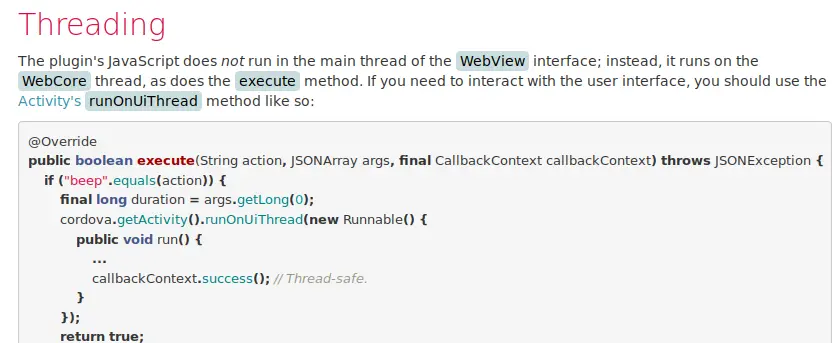 Threading
The plugin's JavaScript does not run in the main thread of the WebView interface; instead, it runs on the
WebCore thread, as does the execute method. If you need to interact with the user interface, you should use the
Activity's runOnUiThread method like so:
@Override
public boolean execute(String action, JSONArray args, final CallbackContext callbackContext) throws JSONException {
if ("beep".equals(action)) {
final long duration = args.getLong(0);
cordova.getActivity().runOnUiThread(new Runnable() {
public void run() {
...
callbackContext.success(); // Thread-safe.
}
});
return true;